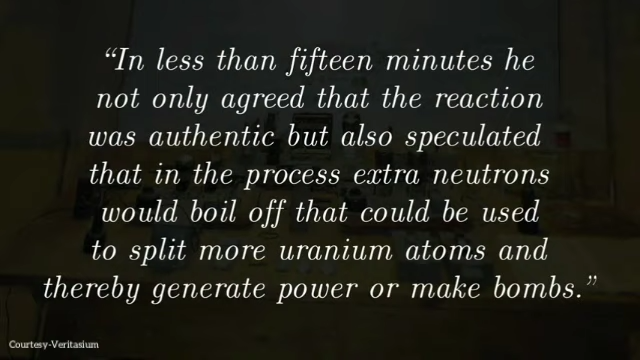 “In less than fifteen minutes he
not only agreed that the reaction
was authentic but also speculated
that in the process extra neutrons
would boil off that could be used
to split more uranium atoms and
thereby generate power or make bombs.”
Courtesy-Veritasium